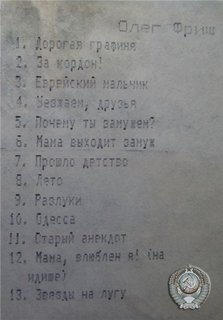 Олег Фриш
1. Дорогая графиня
2. За кордон!
3. Еврейский мальчик
4. Уезжаем, друзья
5. Почему ты замужем?
6. Мама выходит замуж
7. Прошло детство
8. Лето
9. Разлуки
10. Одесса
11. Старый анекдот
12. Мама, влюблен я! (на
идише)
13. Звезды на лугу